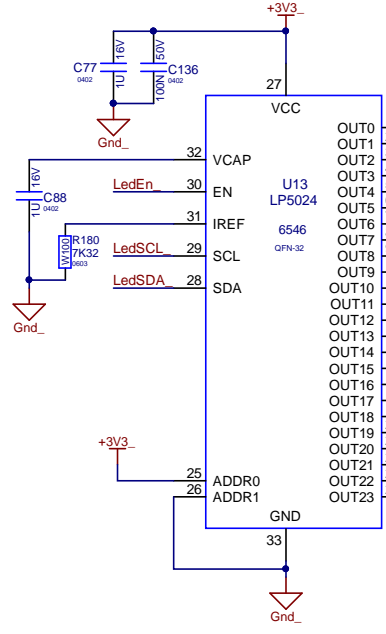 +3V3_
C77
16V
1U
0402
50V
C136
100N
0402
Gnd_
27
VCC
OUT0
OUT1
OUT2
OUT3
OUT4
OUT5
OUT6
OUT7
OUT8
OUT9
OUT10
OUT11
OUT12
OUT13
OUT14
OUT15
OUT16
OUT17
OUT18
OUT19
OUT20
OUT21
OUT22
OUT23
U13
LP5024
6546
QFN-32
32
VCAP
LedEn_
30
EN
31
IREF
LedSCL_
29
SCL
LedSDA_
28
SDA
16V
C88
1U
0402
R180
7K32
W100
0603
Gnd_
+3V3_
25
ADDR0
26
ADDR1
GND
33
Gnd_